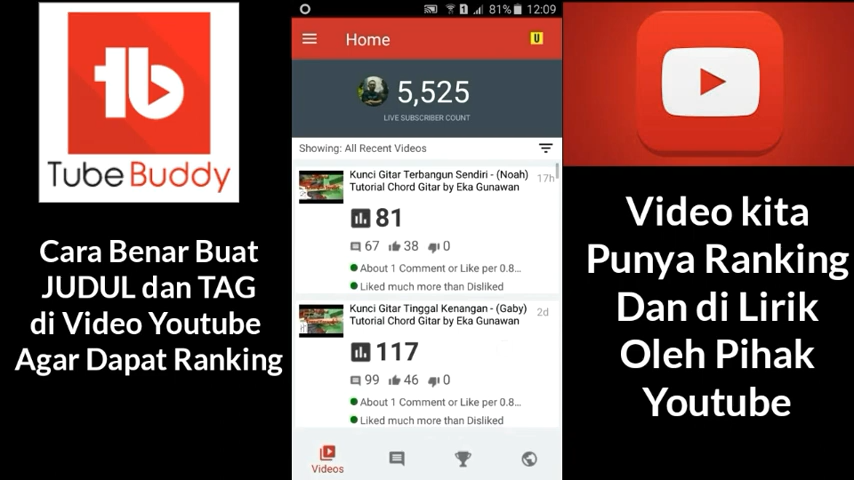 tb
TubeBuddy
Cara Benar Buat
JUDUL dan TAG
di Video Youtube
Agar Dapat Ranking
81% 12:09
Home
U
5,525
LIVE SUBSCRIBER COUNT
Showing: All Recent Videos
Kunci Gitar Terbangun Sendiri - (Noah) 17h
Tutorial Chord Gitar by Eka Gunawan
81
67 38 0
About 1 Comment or Like per 0.8...
Liked much more than Disliked
Kunci Gitar Tinggal Kenangan - (Gaby) 2d
Tutorial Chord Gitar by Eka Gunawan
117
99 46 0
About 1 Comment or Like per 0.8...
Liked much more than Disliked
Videos
Video kita
Punya Ranking
Dan di Lirik
Oleh Pihak
Youtube